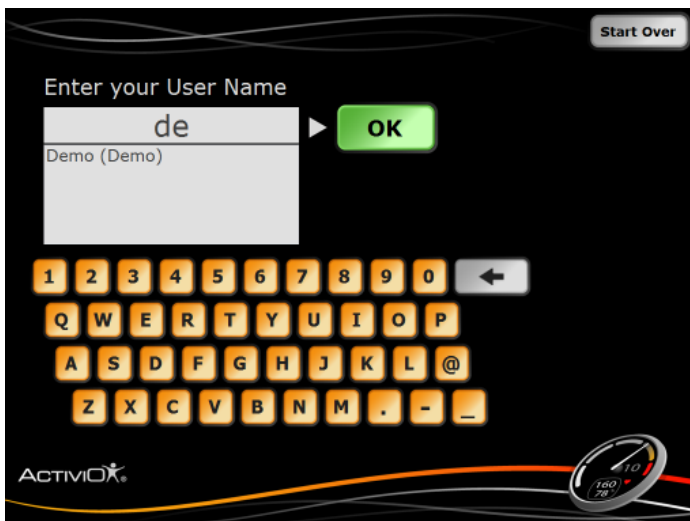 Start Over
Enter your User Name
de
OK
Demo (Demo)
1 2 3 4 5 6 7 8 9 0
Q W E R T Y U I O P
A S D F G H J K L @
Z X C V B N M . - _
ACTIVIO
10
160
78